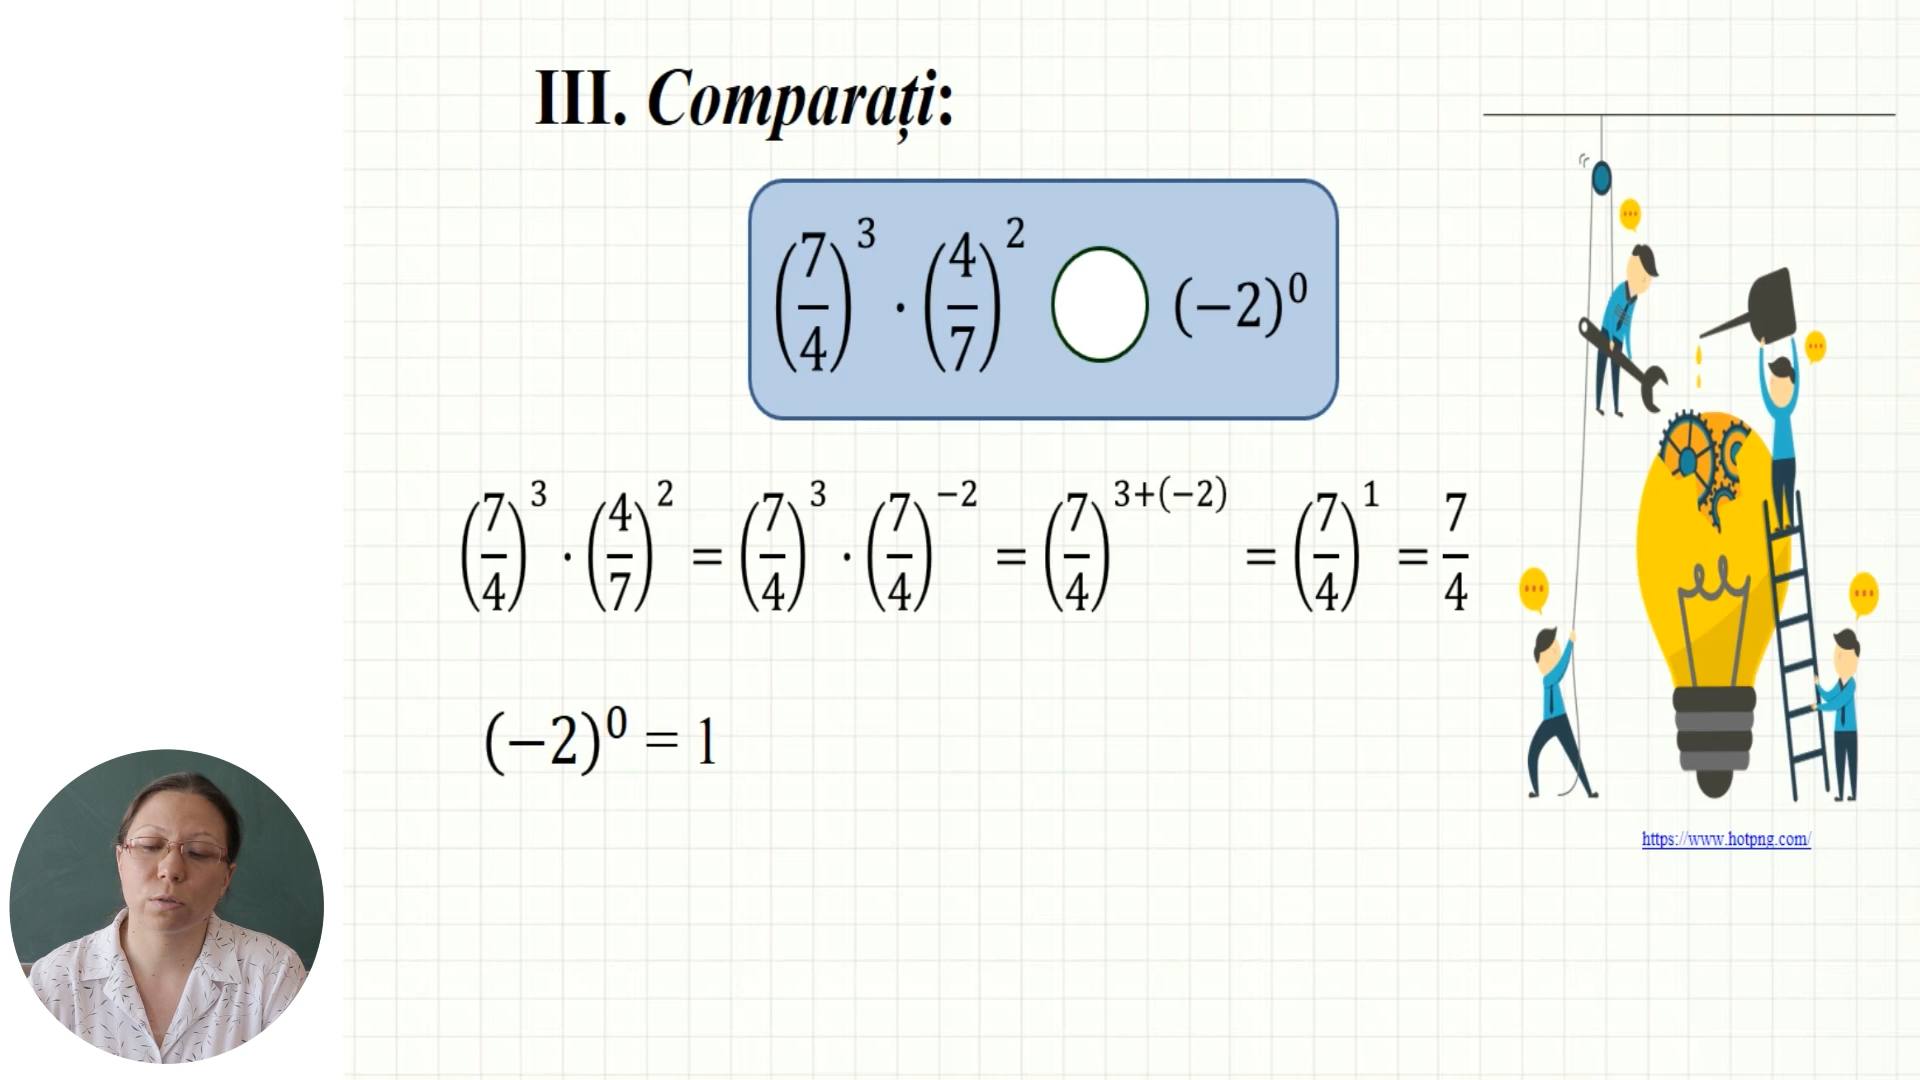 III. Comparați:
(7/4)³ · (4/7)² ◯ (−2)⁰
(7/4)³ · (4/7)² = (7/4)³ · (7/4)⁻² = (7/4)³⁺⁽⁻²⁾ = (7/4)¹ = 7/4
(−2)⁰ = 1
https://www.hotpng.com/